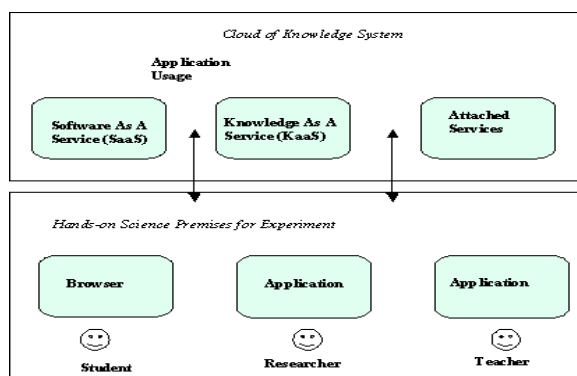 Cloud of Knowledge System
Application
Usage
Software As A
Service (SaaS)
Knowledge As A
Service (KaaS)
Attached
Services
Hands-on Science Premises for Experiment
Browser
Application
Application
Student
Researcher
Teacher